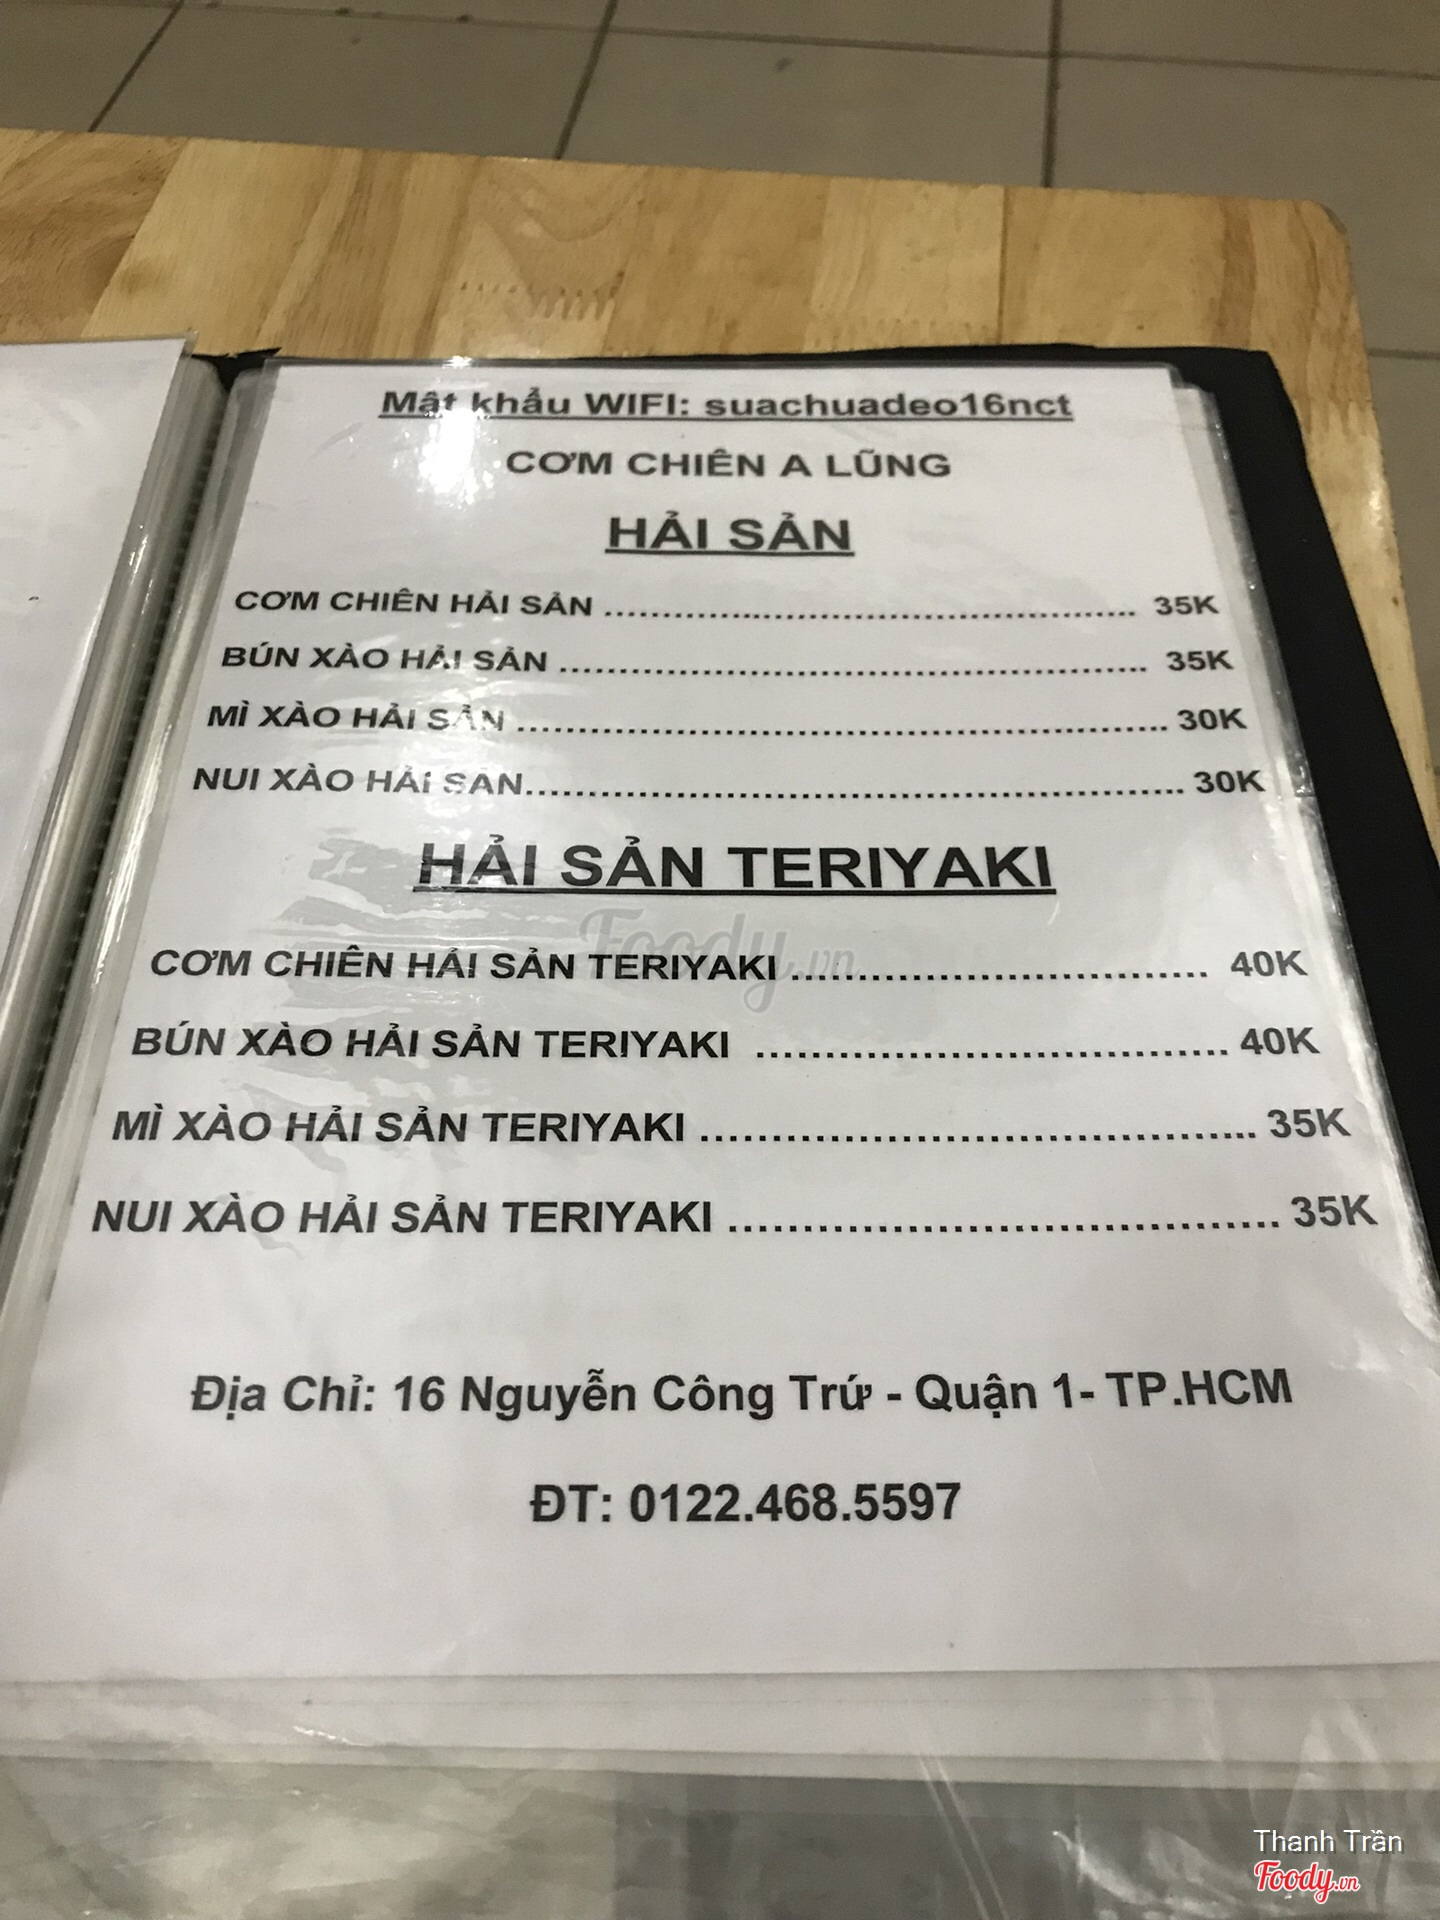 Mật khẩu WIFI: suachuadeo16nct
CƠM CHIÊN A LŨNG
HẢI SẢN
CƠM CHIÊN HẢI SẢN ........................................................ 35K
BÚN XÀO HẢI SẢN ........................................................ 35K
MÌ XÀO HẢI SẢN ........................................................ 30K
NUI XÀO HẢI SẢN........................................................ 30K
HẢI SẢN TERIYAKI
CƠM CHIÊN HẢI SẢN TERIYAKI ..................................... 40K
BÚN XÀO HẢI SẢN TERIYAKI ..................................... 40K
MÌ XÀO HẢI SẢN TERIYAKI ..................................... 35K
NUI XÀO HẢI SẢN TERIYAKI ..................................... 35K
Foody.vn
Địa Chỉ: 16 Nguyễn Công Trứ - Quận 1- TP.HCM
ĐT: 0122.468.5597
Thanh Trần
Foody.vn